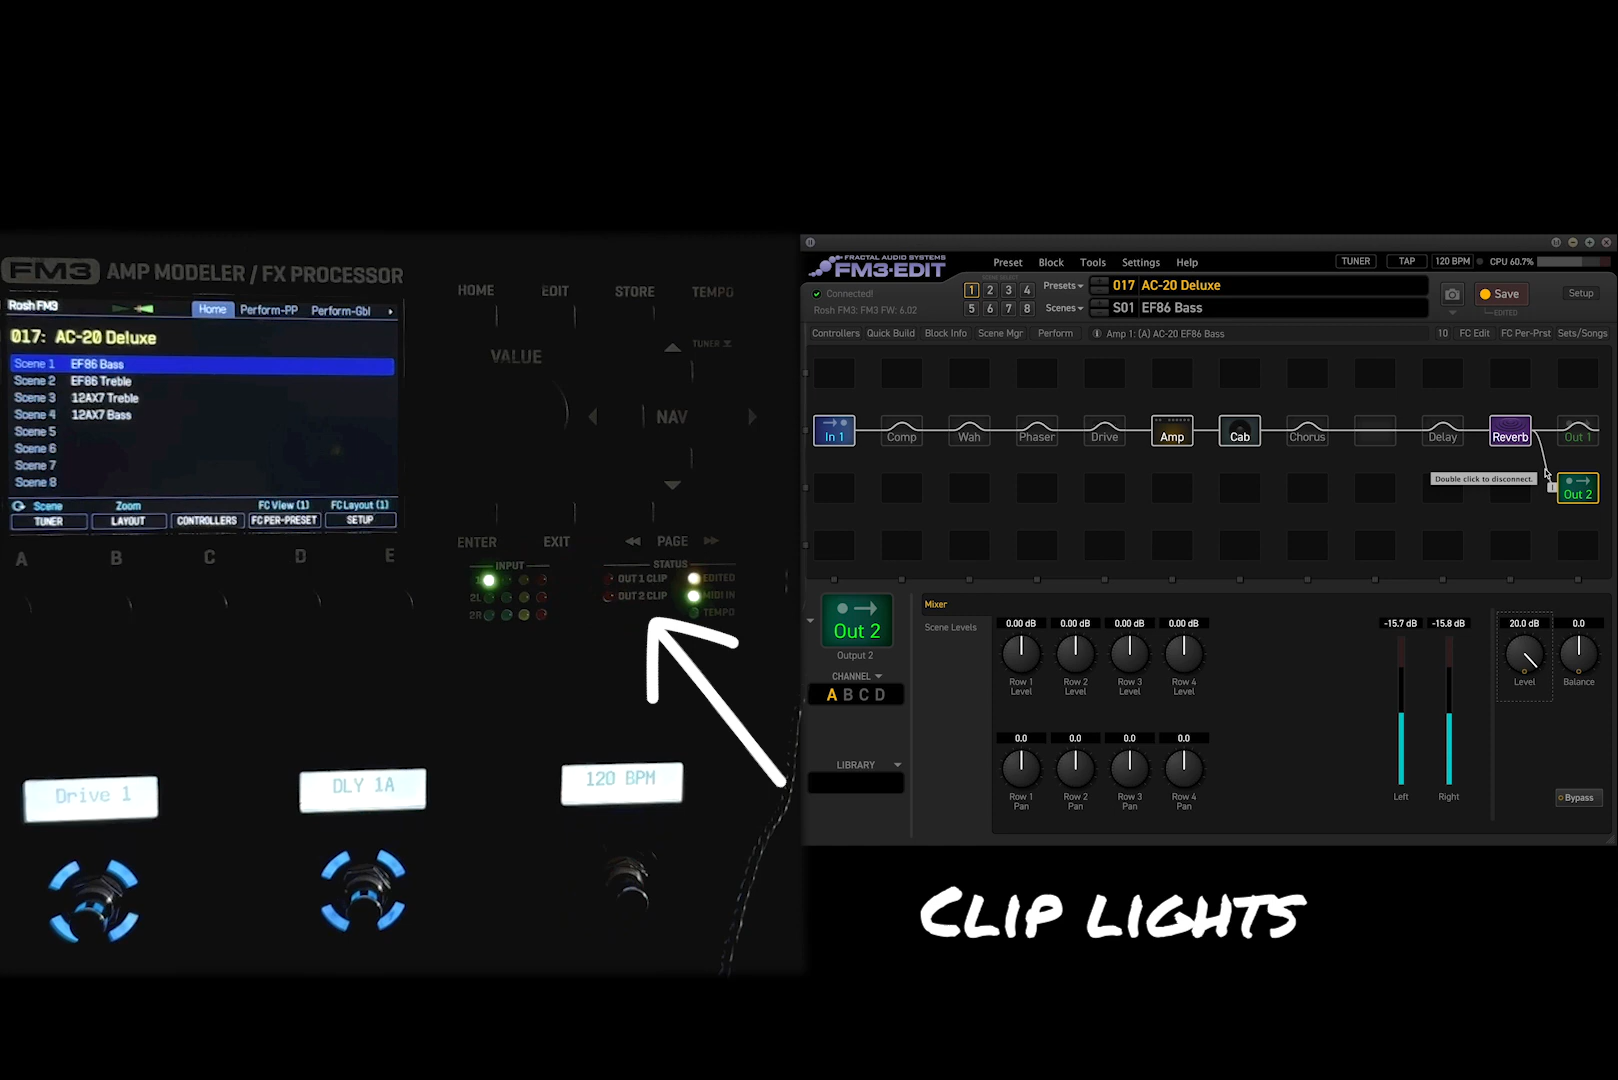 FM3 AMP MODELER / FX PROCESSOR
Rosh FM3
Home
Perform-PP
Perform-Gbl
017: AC-20 Deluxe
Scene 1 EF86 Bass
Scene 2 EF86 Treble
Scene 3 12AX7 Treble
Scene 4 12AX7 Bass
Scene 5
Scene 6
Scene 7
Scene 8
Scene
Zoom
FC View (1)
FC Layout (1)
TUNER
LAYOUT
CONTROLLERS
FC PER-PRESET
SETUP
A B C D E
HOME
EDIT
STORE
TEMPO
VALUE
TUNER
NAV
ENTER
EXIT
PAGE
INPUT
2L
2R
STATUS
OUT 1 CLIP
EDITED
OUT 2 CLIP
MIDI IN
TEMPO
Drive 1
DLY 1A
120 BPM
FRACTAL AUDIO SYSTEMS
FM3-EDIT
Preset Block Tools Settings Help
TUNER
TAP
120 BPM
CPU 60.7%
Connected!
Rosh FM3: FM3 FW: 6.02
SCENE SELECT
1 2 3 4
5 6 7 8
Presets
017 AC-20 Deluxe
Scenes
S01 EF86 Bass
Save
EDITED
Setup
Controllers Quick Build Block Info Scene Mgr Perform
Amp 1: (A) AC-20 EF86 Bass
10 FC Edit FC Per-Prst Sets/Songs
In 1
Comp
Wah
Phaser
Drive
Amp
Cab
Chorus
Delay
Reverb
Out 1
Double click to disconnect.
Out 2
Out 2
Output 2
CHANNEL
A B C D
LIBRARY
Mixer
Scene Levels
0.00 dB 0.00 dB 0.00 dB 0.00 dB
Row 1 Level
Row 2 Level
Row 3 Level
Row 4 Level
0.0 0.0 0.0 0.0
Row 1 Pan
Row 2 Pan
Row 3 Pan
Row 4 Pan
-15.7 dB -15.8 dB
Left Right
20.0 dB 0.0
Level Balance
Bypass
CLIP LIGHTS